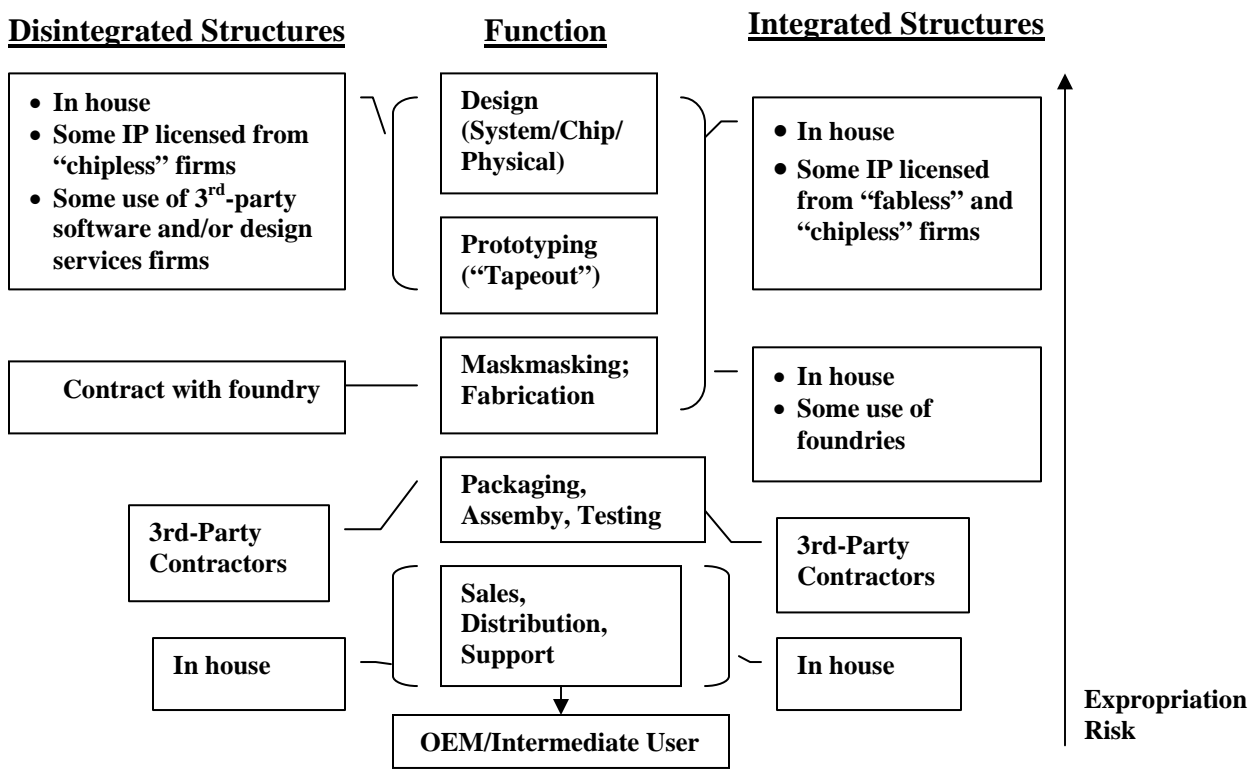 Disintegrated Structures
Function
Integrated Structures
• In house
• Some IP licensed from
“chipless” firms
• Some use of 3rd-party
software and/or design
services firms
Design
(System/Chip/
Physical)
• In house
• Some IP licensed
from “fabless” and
“chipless” firms
Prototyping
(“Tapeout”)
Contract with foundry
Maskmasking;
Fabrication
• In house
• Some use of
foundries
Packaging,
Assemby, Testing
3rd-Party
Contractors
3rd-Party
Contractors
Sales,
Distribution,
Support
In house
In house
OEM/Intermediate User
Expropriation
Risk